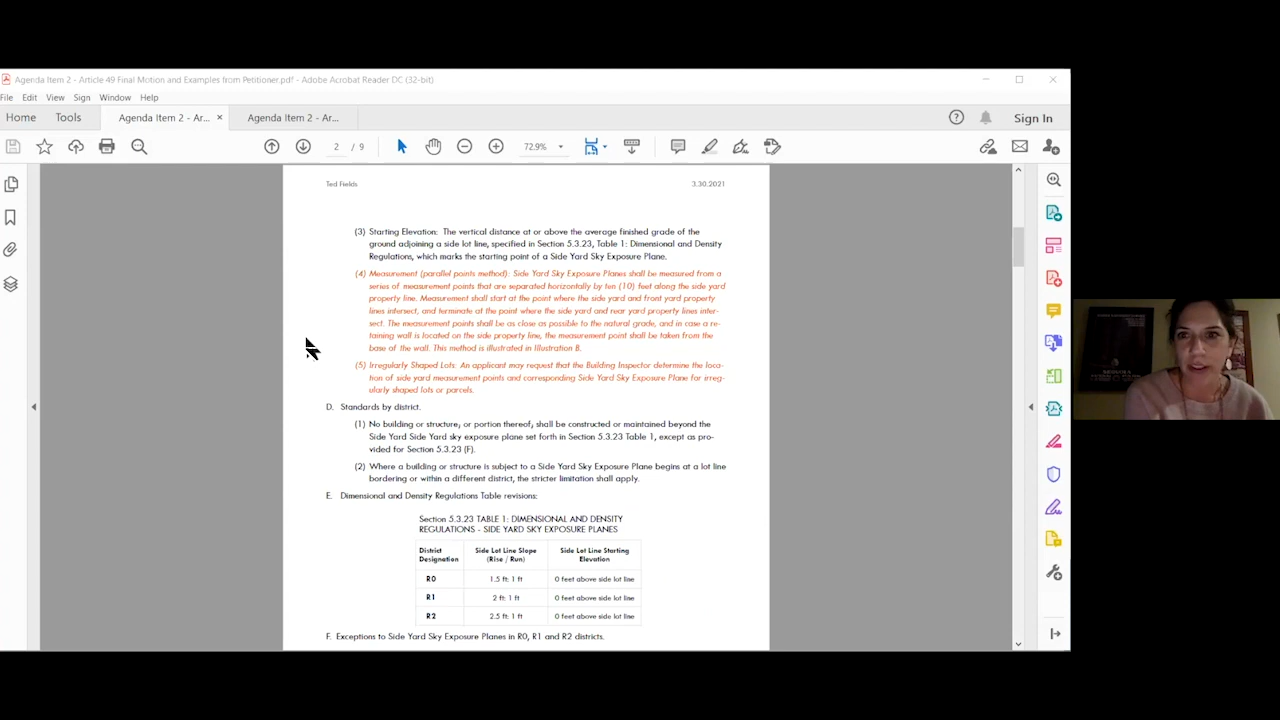 Agenda Item 2 - Article 49 Final Motion and Examples from Petitioner.pdf - Adobe Acrobat Reader DC (32-bit)
File Edit View Sign Window Help
Home Tools Agenda Item 2 - Ar... × Agenda Item 2 - Ar... Sign In
2 / 9 72.9%
Ted Fields 3.30.2021
(3) Starting Elevation: The vertical distance at or above the average finished grade of the
ground adjoining a side lot line, specified in Section 5.3.23, Table 1: Dimensional and Density
Regulations, which marks the starting point of a Side Yard Sky Exposure Plane.
(4) Measurement (parallel points method): Side Yard Sky Exposure Planes shall be measured from a
series of measurement points that are separated horizontally by ten (10) feet along the side yard
property line. Measurement shall start at the point where the side yard and front yard property
lines intersect, and terminate at the point where the side yard and rear yard property lines inter-
sect. The measurement points shall be as close as possible to the natural grade, and in case a re-
taining wall is located on the side property line, the measurement point shall be taken from the
base of the wall. This method is illustrated in Illustration B.
(5) Irregularly Shaped Lots: An applicant may request that the Building Inspector determine the loca-
tion of side yard measurement points and corresponding Side Yard Sky Exposure Plane for irreg-
ularly shaped lots or parcels.
D. Standards by district.
(1) No building or structure, or portion thereof, shall be constructed or maintained beyond the
Side Yard Side Yard sky exposure plane set forth in Section 5.3.23 Table 1, except as pro-
vided for Section 5.3.23 (F).
(2) Where a building or structure is subject to a Side Yard Sky Exposure Plane begins at a lot line
bordering or within a different district, the stricter limitation shall apply.
E. Dimensional and Density Regulations Table revisions:
Section 5.3.23 TABLE 1: DIMENSIONAL AND DENSITY
REGULATIONS - SIDE YARD SKY EXPOSURE PLANES
District Side Lot Line Slope Side Lot Line Starting
Designation (Rise / Run) Elevation
R0 1.5 ft: 1 ft 0 feet above side lot line
R1 2 ft: 1 ft 0 feet above side lot line
R2 2.5 ft: 1 ft 0 feet above side lot line
F. Exceptions to Side Yard Sky Exposure Planes in R0, R1 and R2 districts.